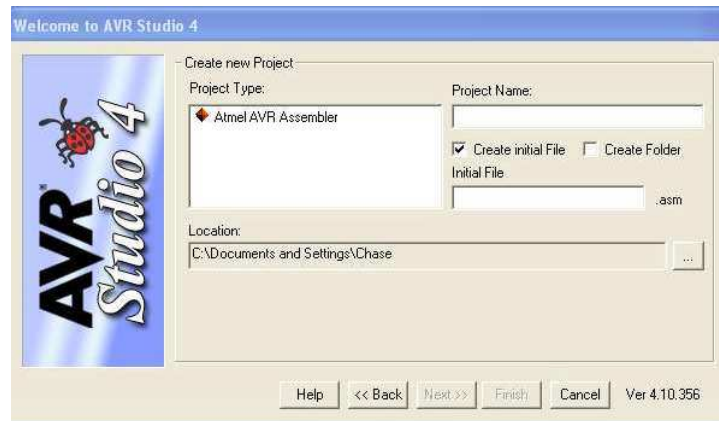 Welcome to AVR Studio 4
AVR®
Studio 4
Create new Project
Project Type:
Atmel AVR Assembler
Project Name:
Create initial File
Create Folder
Initial File
.asm
Location:
C:\Documents and Settings\Chase
...
Help
<< Back
Next >>
Finish
Cancel
Ver 4.10.356